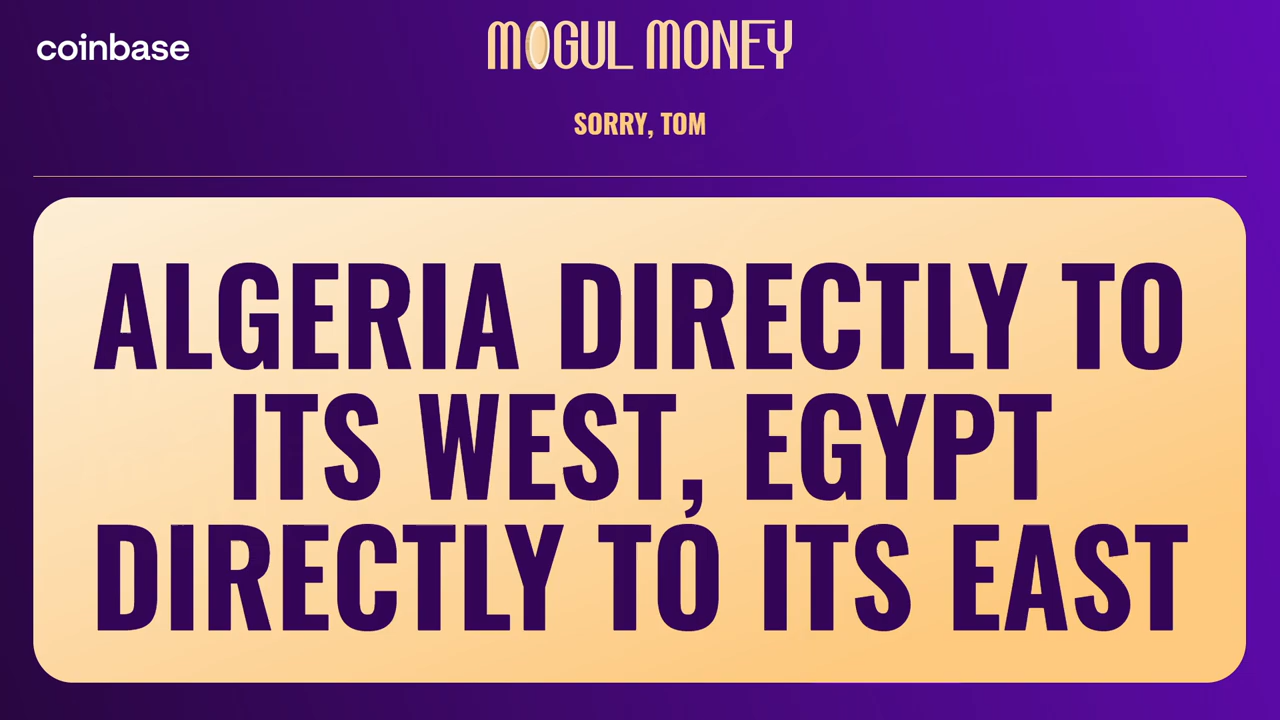 coinbase
MOGUL MONEY
SORRY, TOM
ALGERIA DIRECTLY TO
ITS WEST, EGYPT
DIRECTLY TO ITS EAST